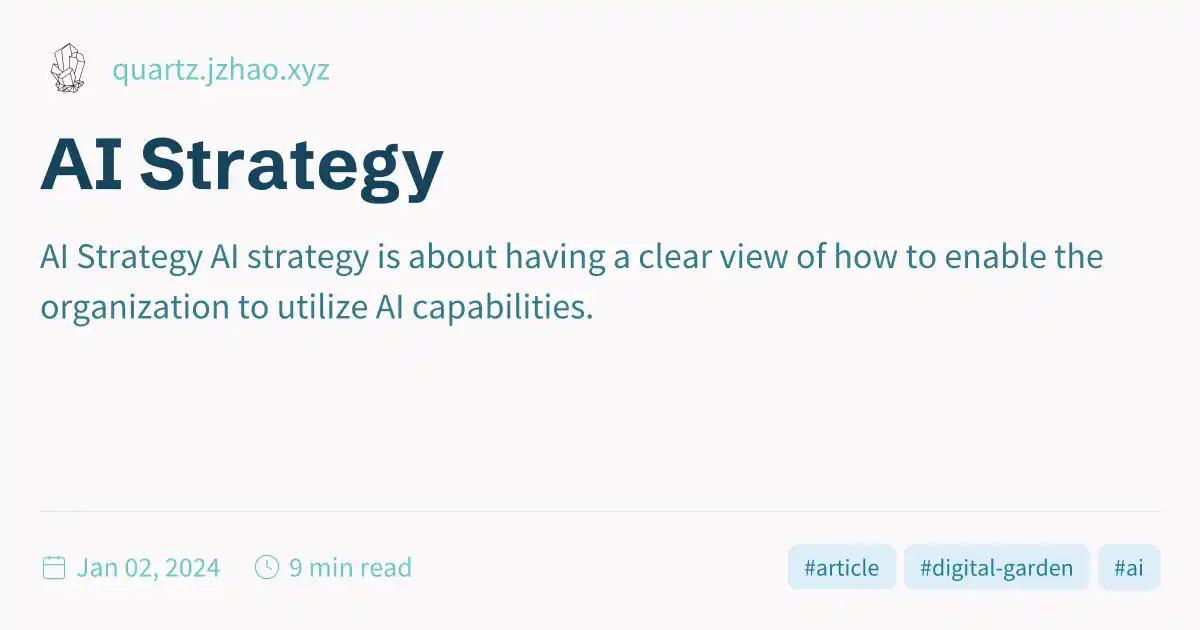 quartz.jzhao.xyz
AI Strategy
AI Strategy AI strategy is about having a clear view of how to enable the
organization to utilize AI capabilities.
Jan 02, 2024 9 min read #article #digital-garden #ai